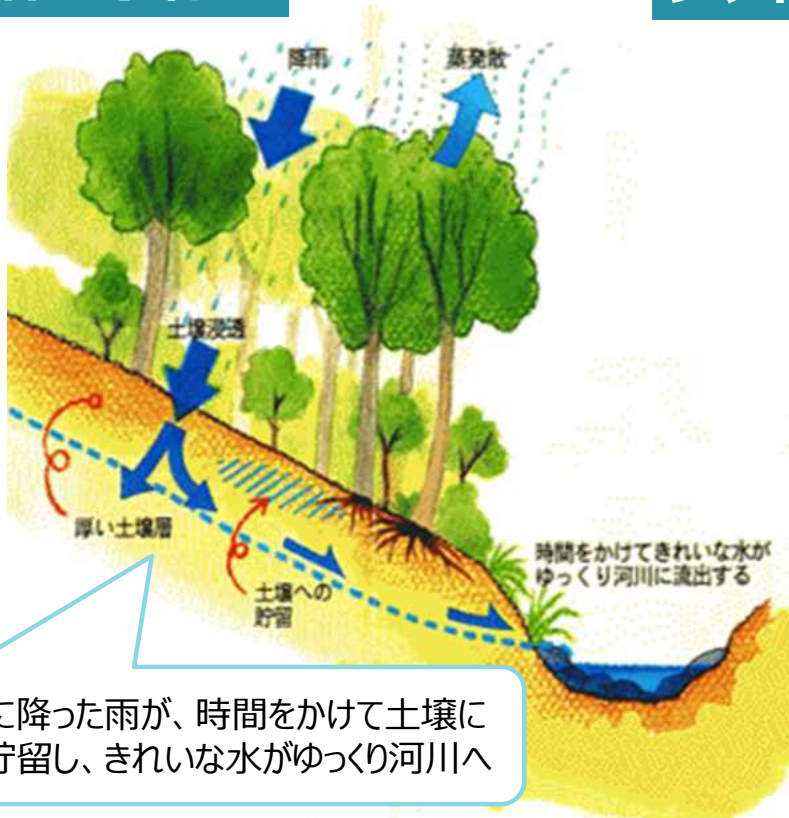 降雨
蒸発散
土壌浸透
厚い土壌層
土壌への
貯留
時間をかけてきれいな水が
ゆっくり河川に流出する
に降った雨が、時間をかけて土壌に
貯留し、きれいな水がゆっくり河川へ